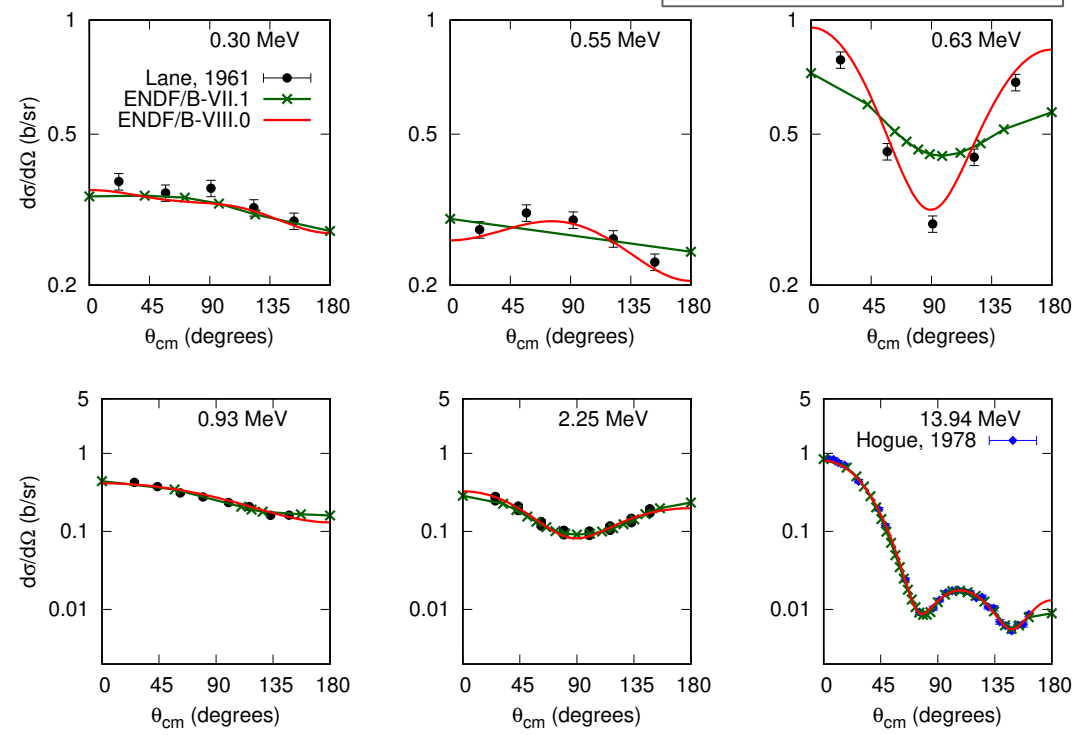 1
0.5
0.2
dσ/dΩ (b/sr)
0.30 MeV
Lane, 1961
ENDF/B-VII.1
ENDF/B-VIII.0
0 45 90 135 180
θcm (degrees)
1
0.5
0.2
0.55 MeV
0 45 90 135 180
θcm (degrees)
1
0.5
0.2
0.63 MeV
0 45 90 135 180
θcm (degrees)
5
1
0.1
0.01
dσ/dΩ (b/sr)
0.93 MeV
0 45 90 135 180
θcm (degrees)
5
1
0.1
0.01
2.25 MeV
0 45 90 135 180
θcm (degrees)
5
1
0.1
0.01
13.94 MeV
Hogue, 1978
0 45 90 135 180
θcm (degrees)